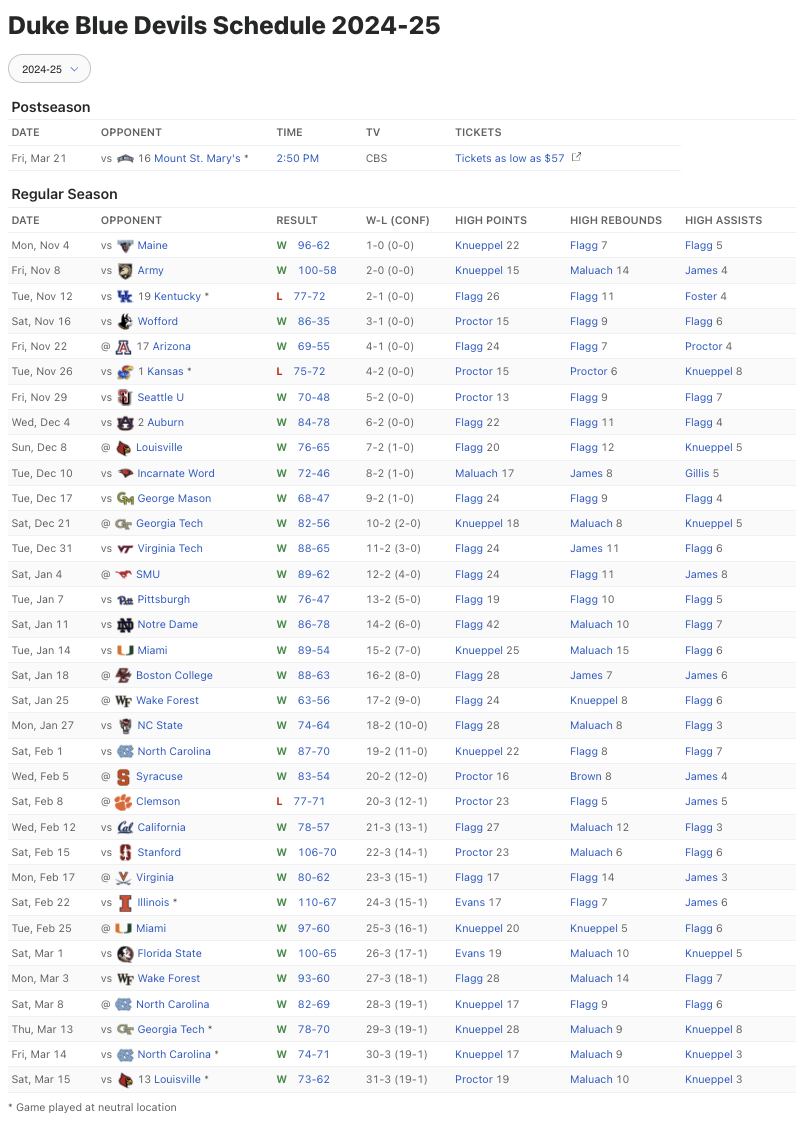 Duke Blue Devils Schedule 2024-25
2024-25
Postseason
DATE OPPONENT TIME TV TICKETS
Fri, Mar 21 vs 16 Mount St. Mary's * 2:50 PM CBS Tickets as low as $57
Regular Season
DATE OPPONENT RESULT W-L (CONF) HIGH POINTS HIGH REBOUNDS HIGH ASSISTS
Mon, Nov 4 vs Maine W 96-62 1-0 (0-0) Knueppel 22 Flagg 7 Flagg 5
Fri, Nov 8 vs Army W 100-58 2-0 (0-0) Knueppel 15 Maluach 14 James 4
Tue, Nov 12 vs 19 Kentucky * L 77-72 2-1 (0-0) Flagg 26 Flagg 11 Foster 4
Sat, Nov 16 vs Wofford W 86-35 3-1 (0-0) Proctor 15 Flagg 9 Flagg 6
Fri, Nov 22 @ 17 Arizona W 69-55 4-1 (0-0) Flagg 24 Flagg 7 Proctor 4
Tue, Nov 26 vs 1 Kansas * L 75-72 4-2 (0-0) Proctor 15 Proctor 6 Knueppel 8
Fri, Nov 29 vs Seattle U W 70-48 5-2 (0-0) Proctor 13 Flagg 9 Flagg 7
Wed, Dec 4 vs 2 Auburn W 84-78 6-2 (0-0) Flagg 22 Flagg 11 Flagg 4
Sun, Dec 8 @ Louisville W 76-65 7-2 (1-0) Flagg 20 Flagg 12 Knueppel 5
Tue, Dec 10 vs Incarnate Word W 72-46 8-2 (1-0) Maluach 17 James 8 Gillis 5
Tue, Dec 17 vs George Mason W 68-47 9-2 (1-0) Flagg 24 Flagg 9 Flagg 4
Sat, Dec 21 @ Georgia Tech W 82-56 10-2 (2-0) Knueppel 18 Maluach 8 Knueppel 5
Tue, Dec 31 vs Virginia Tech W 88-65 11-2 (3-0) Flagg 24 James 11 Flagg 6
Sat, Jan 4 @ SMU W 89-62 12-2 (4-0) Flagg 24 Flagg 11 James 8
Tue, Jan 7 vs Pittsburgh W 76-47 13-2 (5-0) Flagg 19 Flagg 10 Flagg 5
Sat, Jan 11 vs Notre Dame W 86-78 14-2 (6-0) Flagg 42 Maluach 10 Flagg 7
Tue, Jan 14 vs Miami W 89-54 15-2 (7-0) Knueppel 25 Maluach 15 Flagg 6
Sat, Jan 18 @ Boston College W 88-63 16-2 (8-0) Flagg 28 James 7 James 6
Sat, Jan 25 @ Wake Forest W 63-56 17-2 (9-0) Flagg 24 Knueppel 8 Flagg 6
Mon, Jan 27 vs NC State W 74-64 18-2 (10-0) Flagg 28 Maluach 8 Flagg 3
Sat, Feb 1 vs North Carolina W 87-70 19-2 (11-0) Knueppel 22 Flagg 8 Flagg 7
Wed, Feb 5 @ Syracuse W 83-54 20-2 (12-0) Proctor 16 Brown 8 James 4
Sat, Feb 8 @ Clemson L 77-71 20-3 (12-1) Proctor 23 Flagg 5 James 5
Wed, Feb 12 vs California W 78-57 21-3 (13-1) Flagg 27 Maluach 12 Flagg 3
Sat, Feb 15 vs Stanford W 106-70 22-3 (14-1) Proctor 23 Maluach 6 Flagg 6
Mon, Feb 17 @ Virginia W 80-62 23-3 (15-1) Flagg 17 Flagg 14 James 3
Sat, Feb 22 vs Illinois * W 110-67 24-3 (15-1) Evans 17 Flagg 7 James 6
Tue, Feb 25 @ Miami W 97-60 25-3 (16-1) Knueppel 20 Knueppel 5 Flagg 6
Sat, Mar 1 vs Florida State W 100-65 26-3 (17-1) Evans 19 Maluach 10 Knueppel 5
Mon, Mar 3 vs Wake Forest W 93-60 27-3 (18-1) Flagg 28 Maluach 14 Flagg 7
Sat, Mar 8 @ North Carolina W 82-69 28-3 (19-1) Knueppel 17 Flagg 9 Flagg 6
Thu, Mar 13 vs Georgia Tech * W 78-70 29-3 (19-1) Knueppel 28 Maluach 9 Knueppel 8
Fri, Mar 14 vs North Carolina * W 74-71 30-3 (19-1) Knueppel 17 Maluach 9 Knueppel 3
Sat, Mar 15 vs 13 Louisville * W 73-62 31-3 (19-1) Proctor 19 Maluach 10 Knueppel 3
* Game played at neutral location